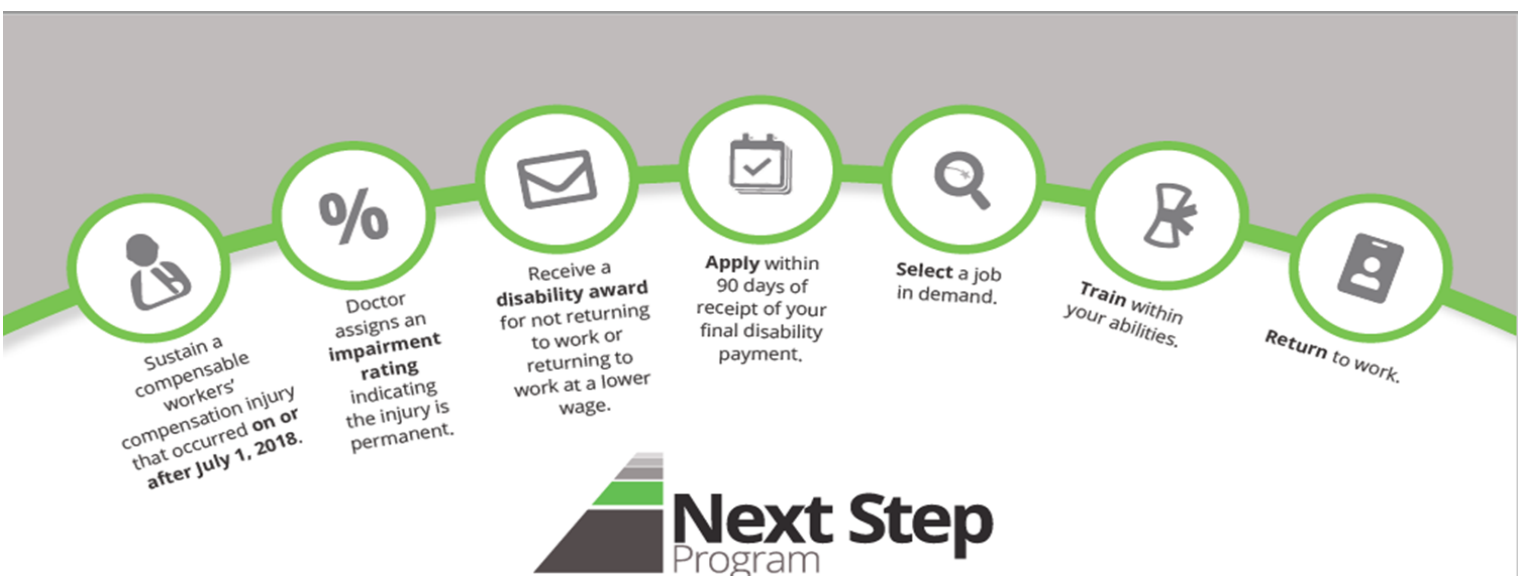 Sustain a
compensable
workers'
compensation injury
that occurred on or
after July 1, 2018.
%
Doctor
assigns an
impairment
rating
indicating
the injury is
permanent.
Receive a
disability award
for not returning
to work or
returning to
work at a lower
wage.
Apply within
90 days of
receipt of your
final disability
payment.
Select a job
in demand.
Train within
your abilities.
Return to work.
Next Step
Program